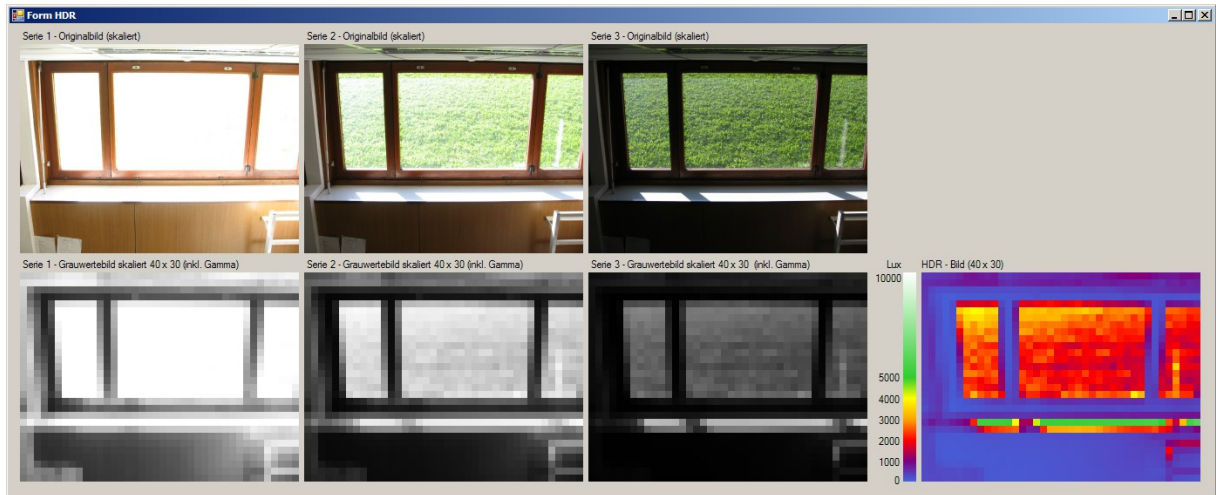 Form HDR
Serie 1 - Originalbild (skaliert)
Serie 2 - Originalbild (skaliert)
Serie 3 - Originalbild (skaliert)
Serie 1 - Grauwertebild skaliert 40 x 30 (inkl. Gamma)
Serie 2 - Grauwertebild skaliert 40 x 30 (inkl. Gamma)
Serie 3 - Grauwertebild skaliert 40 x 30 (inkl. Gamma)
Lux
HDR - Bild (40 x 30)
10000
5000
4000
3000
2000
1000
0